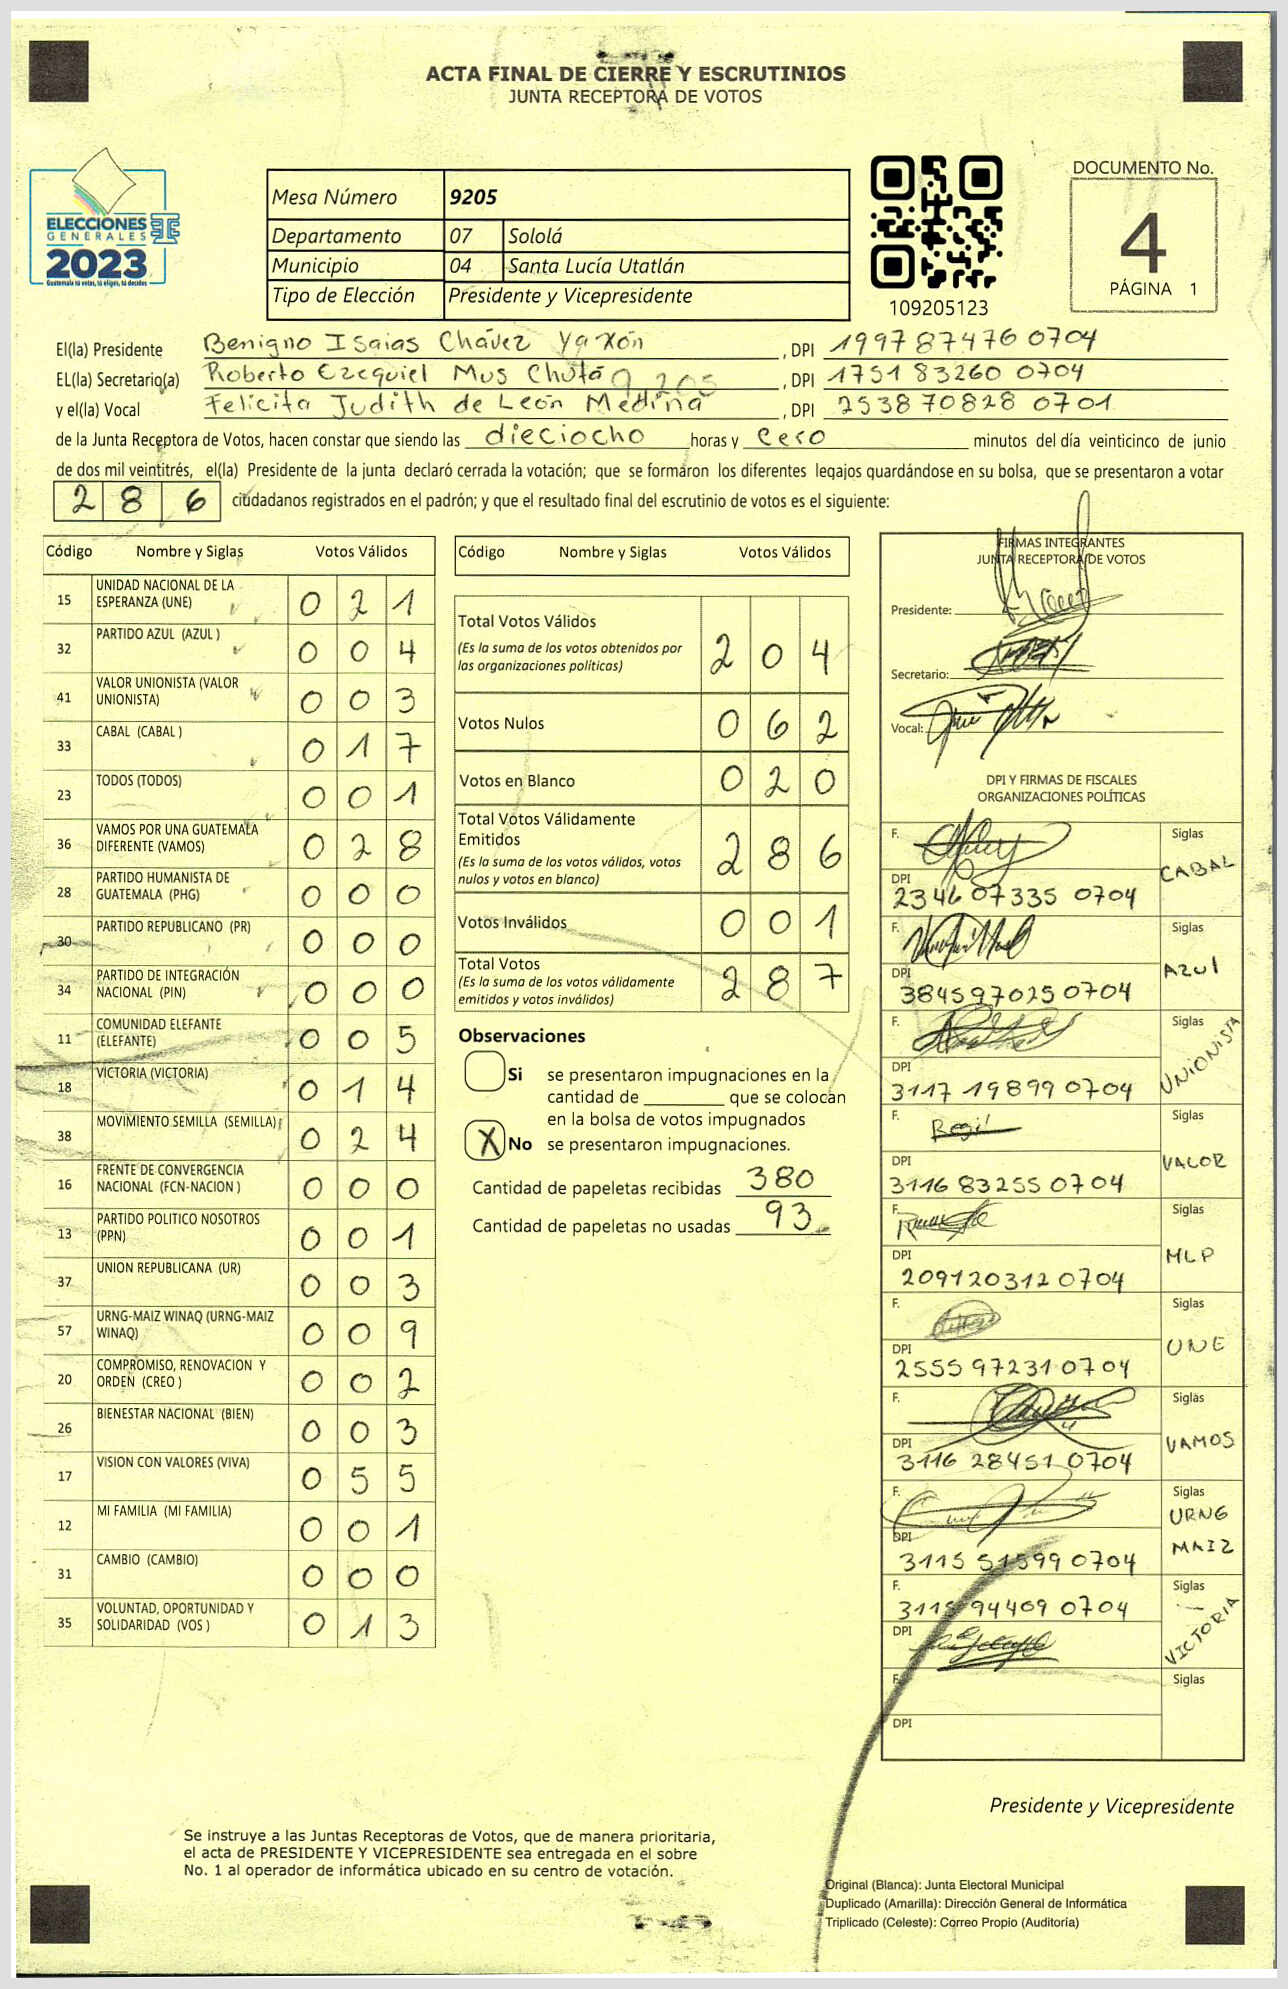 ACTA FINAL DE CIERRE Y ESCRUTINIOS
JUNTA RECEPTORA DE VOTOS
ELECCIONES
GENERALES
2023
Guatemala tú votas, tú eliges, tú decides
Mesa Número 9205
Departamento 07 Sololá
Municipio 04 Santa Lucía Utatlán
Tipo de Elección Presidente y Vicepresidente
109205123
DOCUMENTO No.
4
PÁGINA 1
El(la) Presidente Benigno Isaias Chávez Yaxón , DPI 1997 87476 0704
EL(la) Secretario(a) Roberto Ezequiel Mus Chutá 9,205 , DPI 1751 83260 0704
y el(la) Vocal Felicita Judith de León Medina , DPI 2538 70828 0701
de la Junta Receptora de Votos, hacen constar que siendo las dieciocho horas y cero minutos del día veinticinco de junio
de dos mil veintitrés, el(la) Presidente de la junta declaró cerrada la votación; que se formaron los diferentes legajos guardándose en su bolsa, que se presentaron a votar
2 8 6 ciudadanos registrados en el padrón; y que el resultado final del escrutinio de votos es el siguiente:
Código Nombre y Siglas Votos Válidos
15 UNIDAD NACIONAL DE LA ESPERANZA (UNE) 0 2 1
32 PARTIDO AZUL (AZUL ) 0 0 4
41 VALOR UNIONISTA (VALOR UNIONISTA) 0 0 3
33 CABAL (CABAL ) 0 1 7
23 TODOS (TODOS) 0 0 1
36 VAMOS POR UNA GUATEMALA DIFERENTE (VAMOS) 0 2 8
28 PARTIDO HUMANISTA DE GUATEMALA (PHG) 0 0 0
30 PARTIDO REPUBLICANO (PR) 0 0 0
34 PARTIDO DE INTEGRACIÓN NACIONAL (PIN) 0 0 0
11 COMUNIDAD ELEFANTE (ELEFANTE) 0 0 5
18 VICTORIA (VICTORIA) 0 1 4
38 MOVIMIENTO SEMILLA (SEMILLA) 0 2 4
16 FRENTE DE CONVERGENCIA NACIONAL (FCN-NACION ) 0 0 0
13 PARTIDO POLITICO NOSOTROS (PPN) 0 0 1
37 UNION REPUBLICANA (UR) 0 0 3
57 URNG-MAIZ WINAQ (URNG-MAIZ WINAQ) 0 0 9
20 COMPROMISO, RENOVACION Y ORDEN (CREO ) 0 0 2
26 BIENESTAR NACIONAL (BIEN) 0 0 3
17 VISION CON VALORES (VIVA) 0 5 5
12 MI FAMILIA (MI FAMILIA) 0 0 1
31 CAMBIO (CAMBIO) 0 0 0
35 VOLUNTAD, OPORTUNIDAD Y SOLIDARIDAD (VOS ) 0 1 3
Código Nombre y Siglas Votos Válidos
Total Votos Válidos
(Es la suma de los votos obtenidos por
las organizaciones políticas) 2 0 4
Votos Nulos 0 6 2
Votos en Blanco 0 2 0
Total Votos Válidamente
Emitidos
(Es la suma de los votos válidos, votos
nulos y votos en blanco) 2 8 6
Votos Inválidos 0 0 1
Total Votos
(Es la suma de los votos válidamente
emitidos y votos inválidos) 2 8 7
Observaciones
Si se presentaron impugnaciones en la
cantidad de ________ que se colocan
en la bolsa de votos impugnados
X No se presentaron impugnaciones.
Cantidad de papeletas recibidas 380
Cantidad de papeletas no usadas 93
FIRMAS INTEGRANTES
JUNTA RECEPTORA DE VOTOS
Presidente:
Secretario:
Vocal:
DPI Y FIRMAS DE FISCALES
ORGANIZACIONES POLÍTICAS
F. Siglas
CABAL
DPI
2346 07335 0704
F. Siglas
AZUL
DPI
3845 97025 0704
F. Siglas
UNIONISTA
DPI
3117 19899 0704
F. Siglas
VALOR
DPI
3116 83255 0704
F. Siglas
MLP
DPI
2091 20312 0704
F. Siglas
UNE
DPI
2555 97231 0704
F. Siglas
VAMOS
DPI
3116 28451 0704
F. Siglas
URNG
MAIZ
DPI
3115 51599 0704
F. Siglas
3115 94409 0704
VICTORIA
DPI
F. Siglas
DPI
Presidente y Vicepresidente
Se instruye a las Juntas Receptoras de Votos, que de manera prioritaria,
el acta de PRESIDENTE Y VICEPRESIDENTE sea entregada en el sobre
No. 1 al operador de informática ubicado en su centro de votación.
Original (Blanca): Junta Electoral Municipal
Duplicado (Amarilla): Dirección General de Informática
Triplicado (Celeste): Correo Propio (Auditoría)